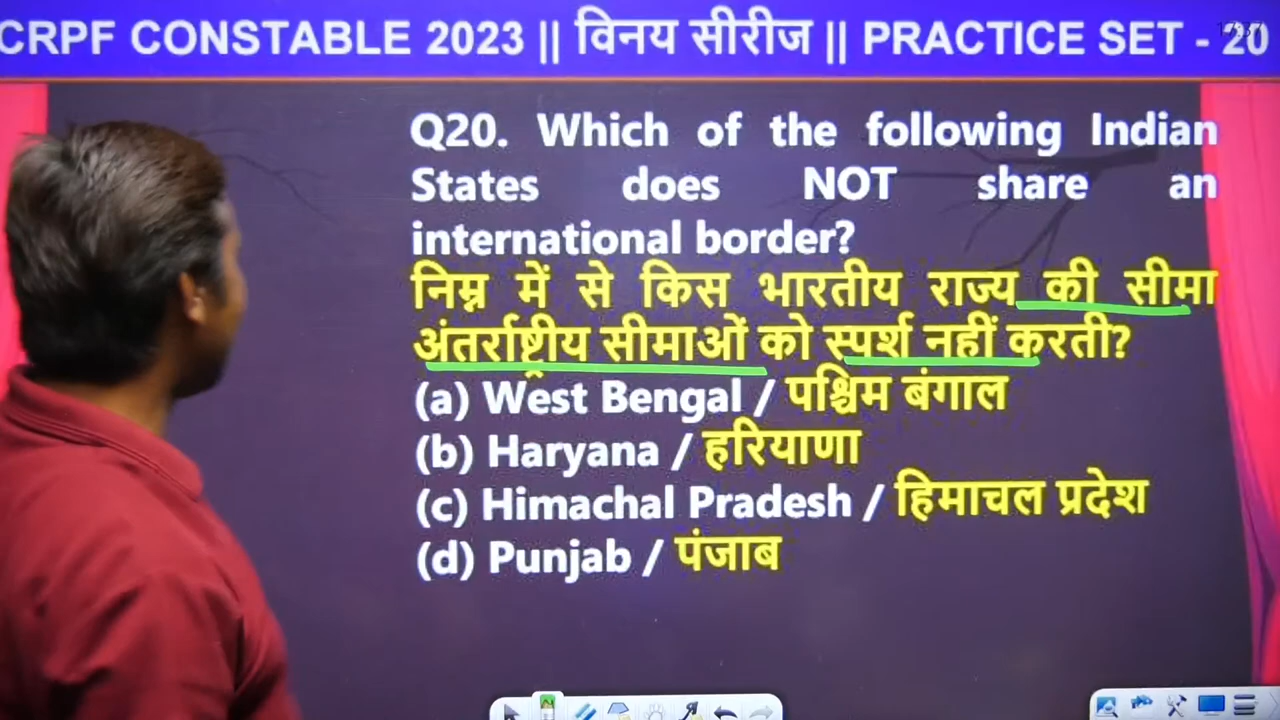 CRPF CONSTABLE 2023 || विनय सीरीज || PRACTICE SET - 20
Q20. Which of the following Indian
States does NOT share an
international border?
निम्न में से किस भारतीय राज्य की सीमा
अंतर्राष्ट्रीय सीमाओं को स्पर्श नहीं करती?
(a) West Bengal / पश्चिम बंगाल
(b) Haryana / हरियाणा
(c) Himachal Pradesh / हिमाचल प्रदेश
(d) Punjab / पंजाब